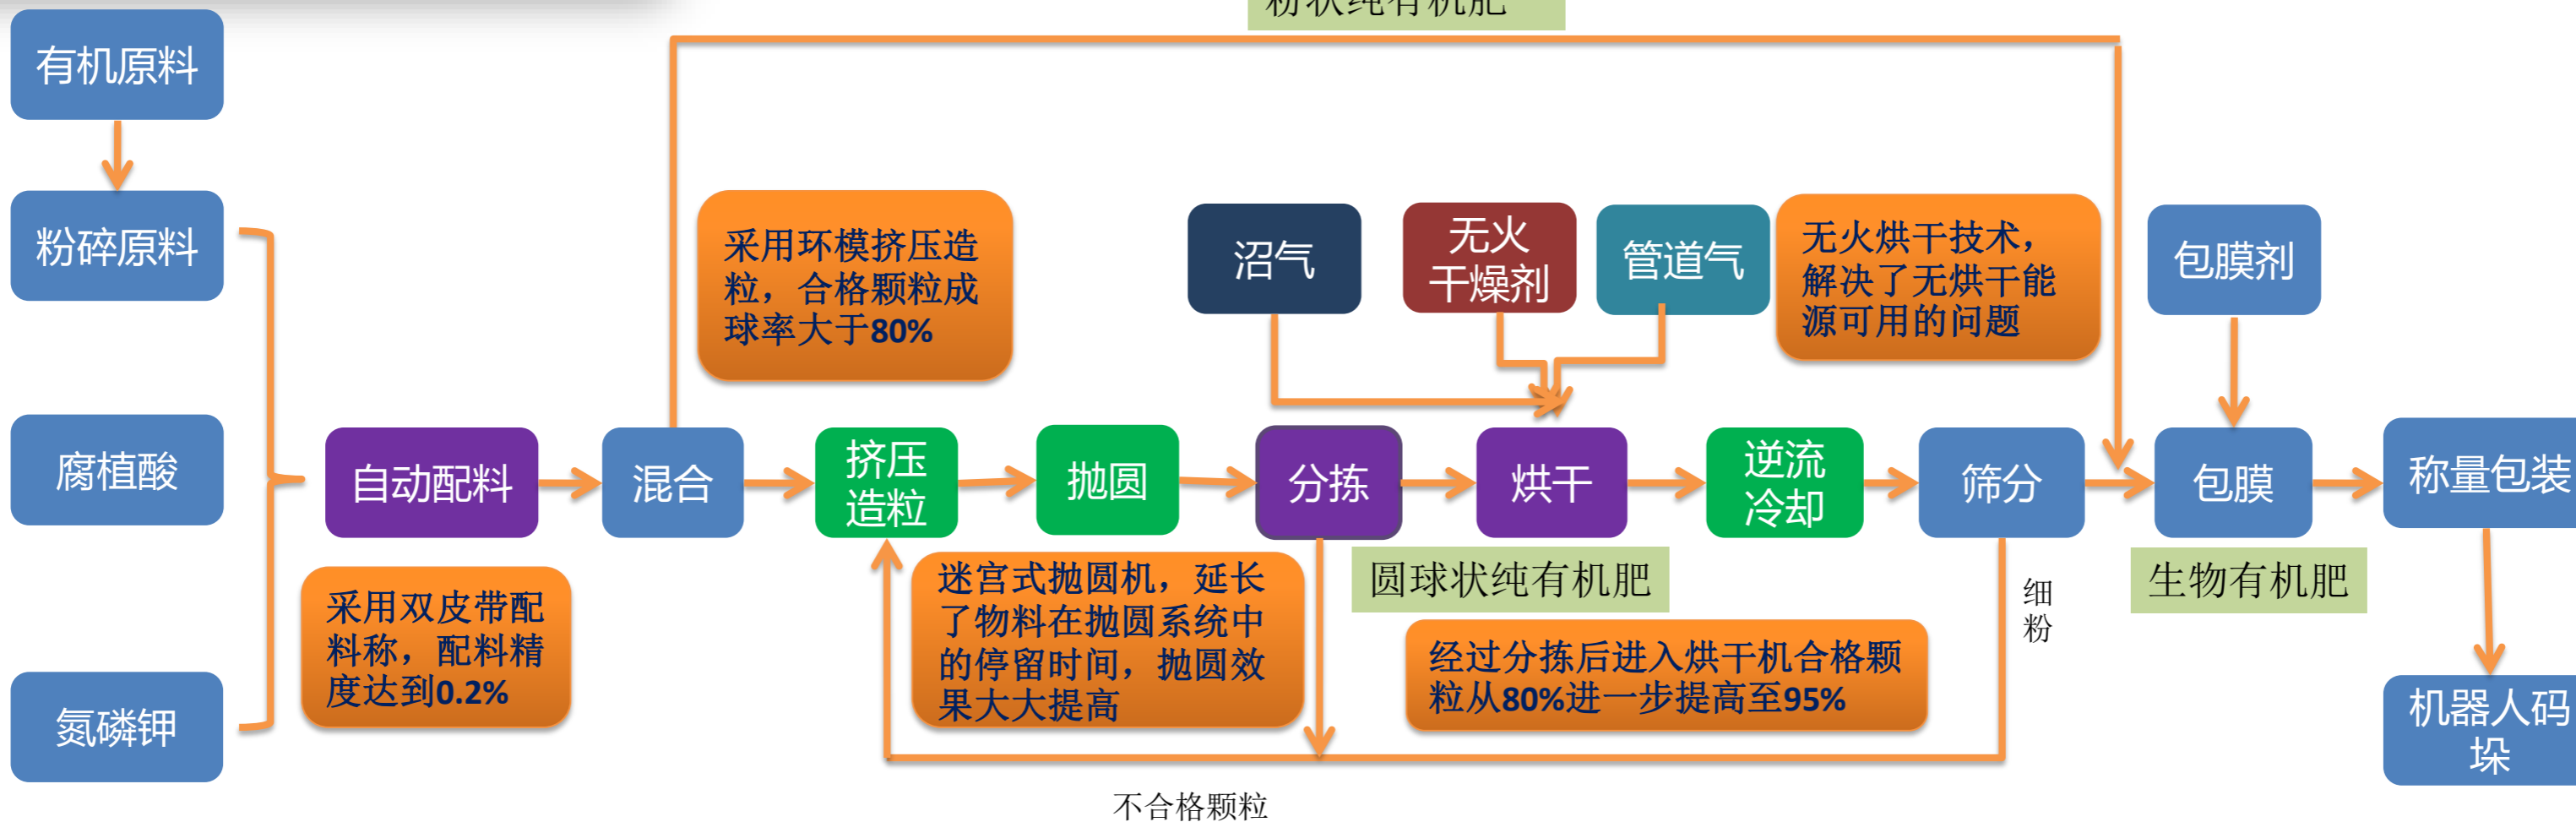 粉状纯有机肥
有机原料
粉碎原料
腐植酸
氮磷钾
采用环模挤压造
粒，合格颗粒成
球率大于80%
沼气
无火
干燥剂
管道气
无火烘干技术，
解决了无烘干能
源可用的问题
包膜剂
自动配料
混合
挤压
造粒
抛圆
分拣
烘干
逆流
冷却
筛分
包膜
称量包装
采用双皮带配
料称，配料精
度达到0.2%
迷宫式抛圆机，延长
了物料在抛圆系统中
的停留时间，抛圆效
果大大提高
圆球状纯有机肥
经过分拣后进入烘干机合格颗
粒从80%进一步提高至95%
细
粉
生物有机肥
机器人码
垛
不合格颗粒